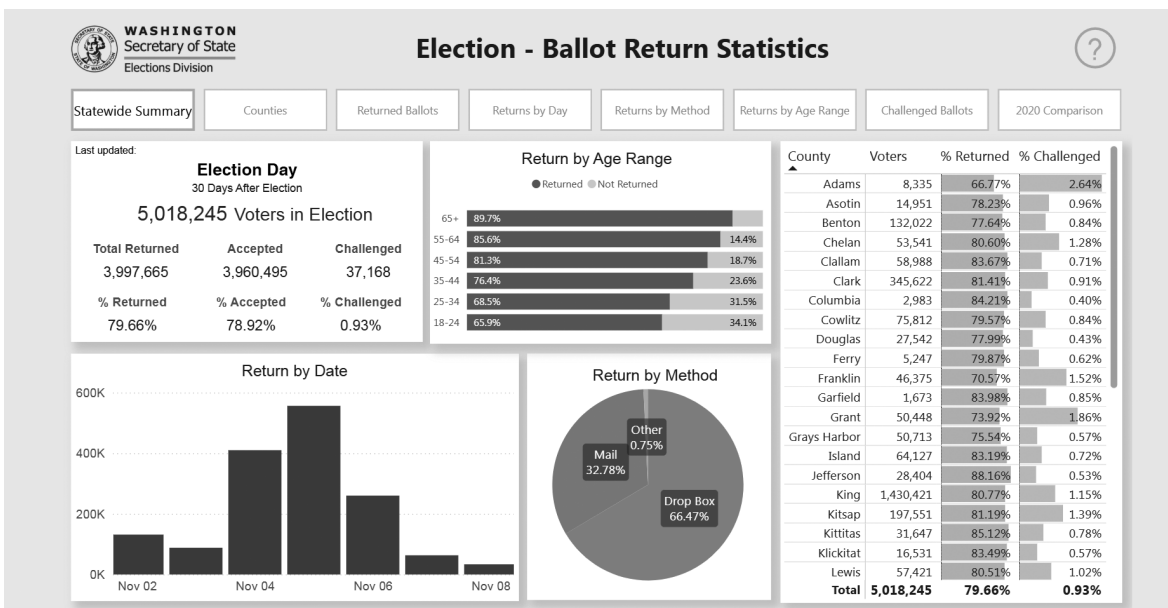 WASHINGTON
Secretary of State
Elections Division
Election - Ballot Return Statistics
?
Statewide Summary
Counties
Returned Ballots
Returns by Day
Returns by Method
Returns by Age Range
Challenged Ballots
2020 Comparison
Last updated:
Election Day
30 Days After Election
5,018,245 Voters in Election
Total Returned Accepted Challenged
3,997,665 3,960,495 37,168
% Returned % Accepted % Challenged
79.66% 78.92% 0.93%
Return by Age Range
Returned Not Returned
65+ 89.7%
55-64 85.6% 14.4%
45-54 81.3% 18.7%
35-44 76.4% 23.6%
25-34 68.5% 31.5%
18-24 65.9% 34.1%
Return by Date
600K
400K
200K
0K
Nov 02 Nov 04 Nov 06 Nov 08
Return by Method
Other
0.75%
Mail
32.78%
Drop Box
66.47%
County Voters % Returned % Challenged
Adams 8,335 66.77% 2.64%
Asotin 14,951 78.23% 0.96%
Benton 132,022 77.64% 0.84%
Chelan 53,541 80.60% 1.28%
Clallam 58,988 83.67% 0.71%
Clark 345,622 81.41% 0.91%
Columbia 2,983 84.21% 0.40%
Cowlitz 75,812 79.57% 0.84%
Douglas 27,542 77.99% 0.43%
Ferry 5,247 79.87% 0.62%
Franklin 46,375 70.57% 1.52%
Garfield 1,673 83.98% 0.85%
Grant 50,448 73.92% 1.86%
Grays Harbor 50,713 75.54% 0.57%
Island 64,127 83.19% 0.72%
Jefferson 28,404 88.16% 0.53%
King 1,430,421 80.77% 1.15%
Kitsap 197,551 81.19% 1.39%
Kittitas 31,647 85.12% 0.78%
Klickitat 16,531 83.49% 0.57%
Lewis 57,421 80.51% 1.02%
Total 5,018,245 79.66% 0.93%